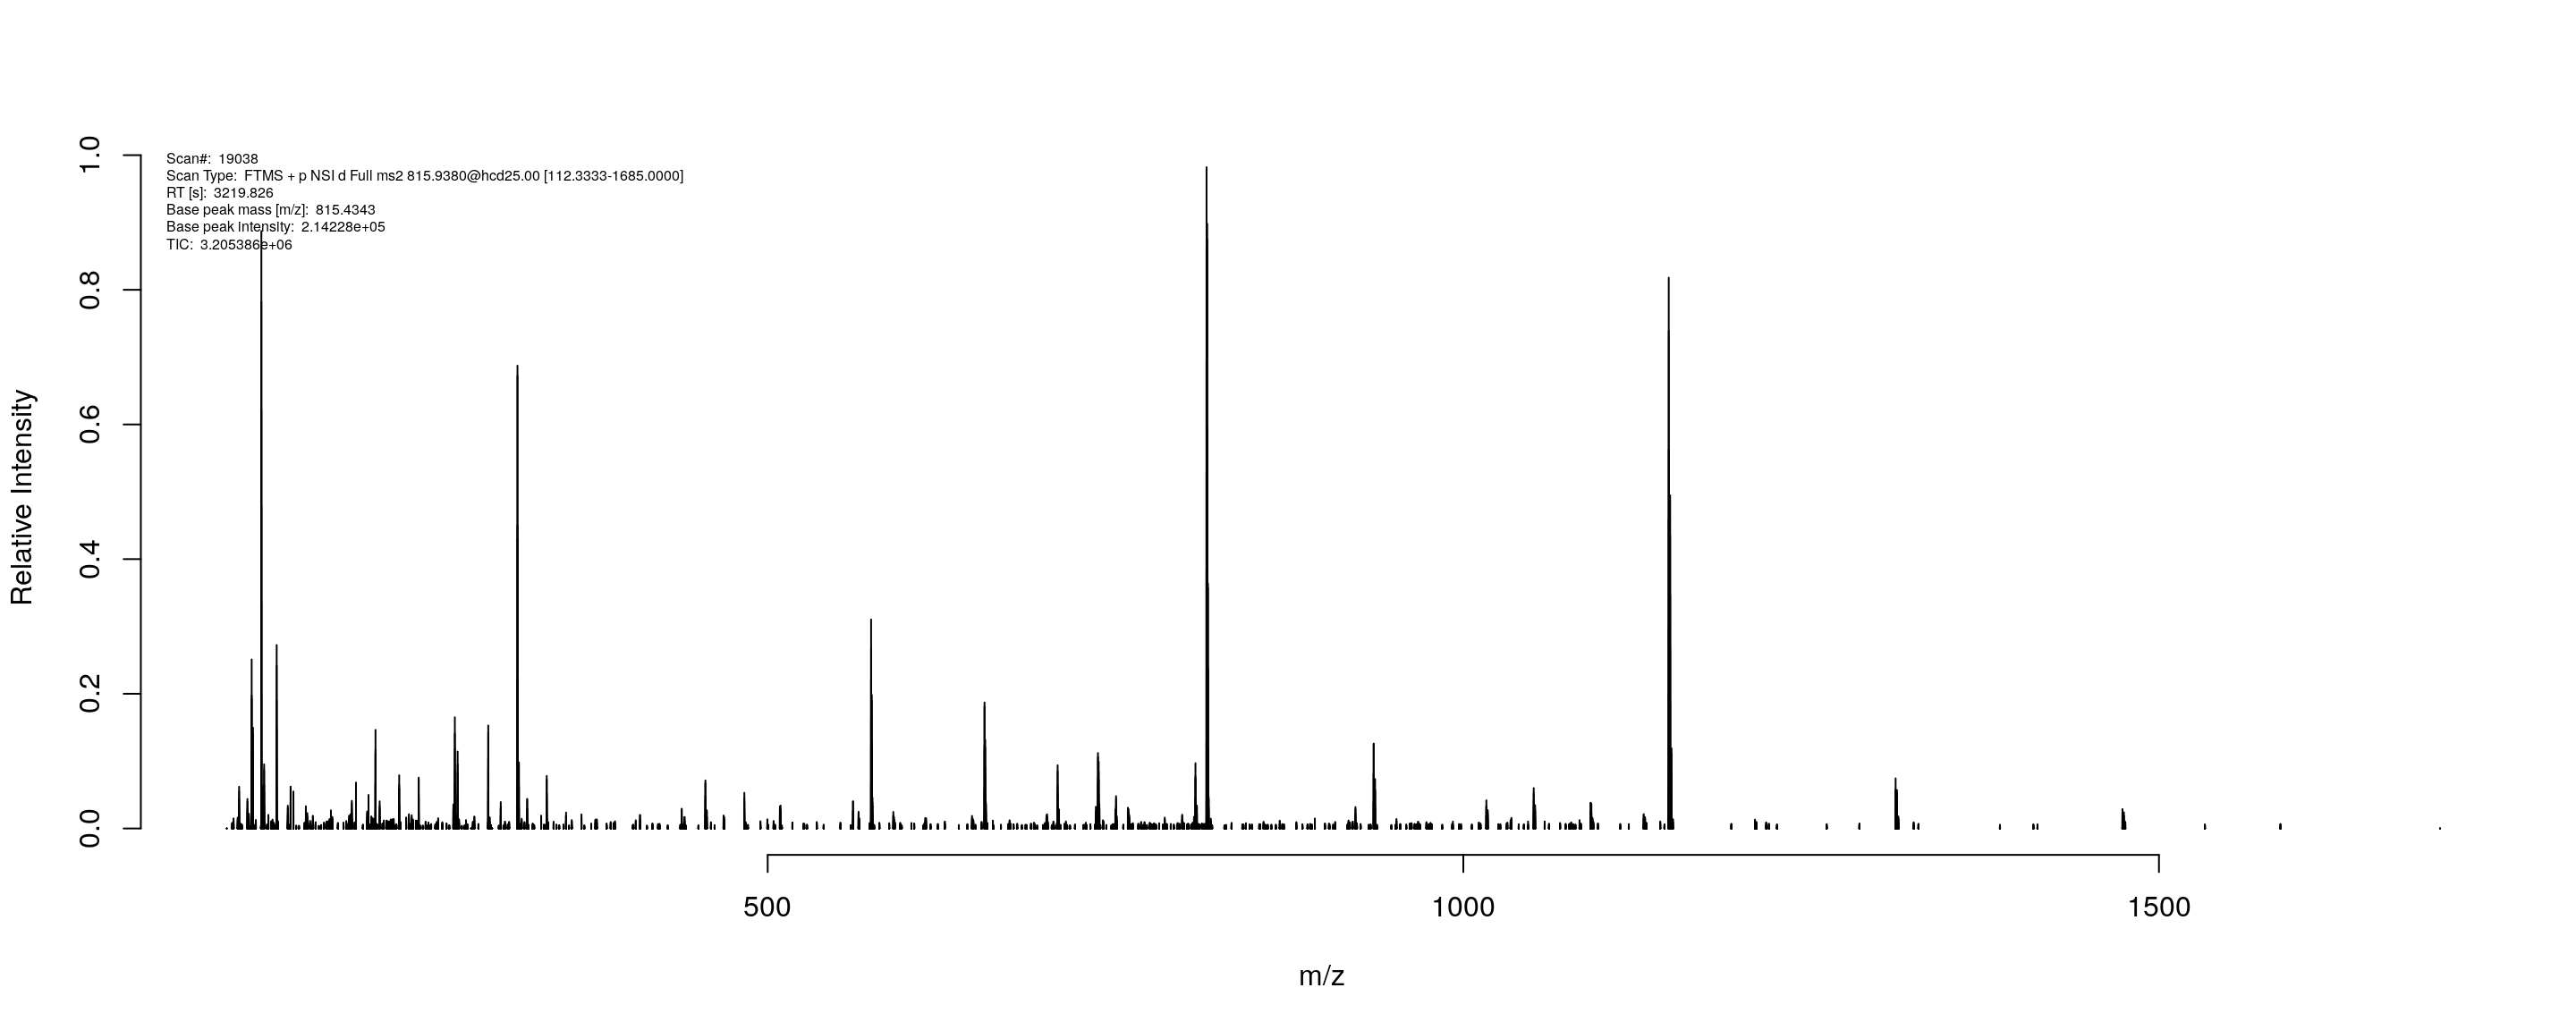 Scan#: 19038
Scan Type: FTMS + p NSI d Full ms2 815.9380@hcd25.00 [112.3333-1685.0000]
RT [s]: 3219.826
Base peak mass [m/z]: 815.4343
Base peak intensity: 2.14228e+05
TIC: 3.205386e+06
1.0
0.8
0.6
0.4
0.2
0.0
Relative Intensity
500 1000 1500
m/z